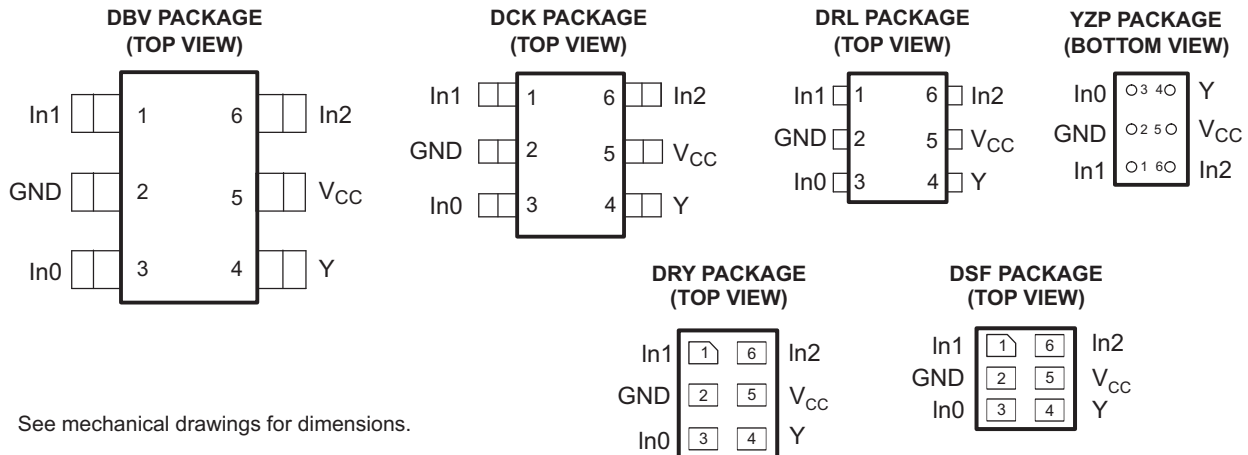 DBV PACKAGE
(TOP VIEW)
In1 1 6 In2
GND 2 5 VCC
In0 3 4 Y
DCK PACKAGE
(TOP VIEW)
In1 1 6 In2
GND 2 5 VCC
In0 3 4 Y
DRL PACKAGE
(TOP VIEW)
In1 1 6 In2
GND 2 5 VCC
In0 3 4 Y
YZP PACKAGE
(BOTTOM VIEW)
In0 3 4 Y
GND 2 5 VCC
In1 1 6 In2
DRY PACKAGE
(TOP VIEW)
In1 1 6 In2
GND 2 5 VCC
In0 3 4 Y
DSF PACKAGE
(TOP VIEW)
In1 1 6 In2
GND 2 5 VCC
In0 3 4 Y
See mechanical drawings for dimensions.